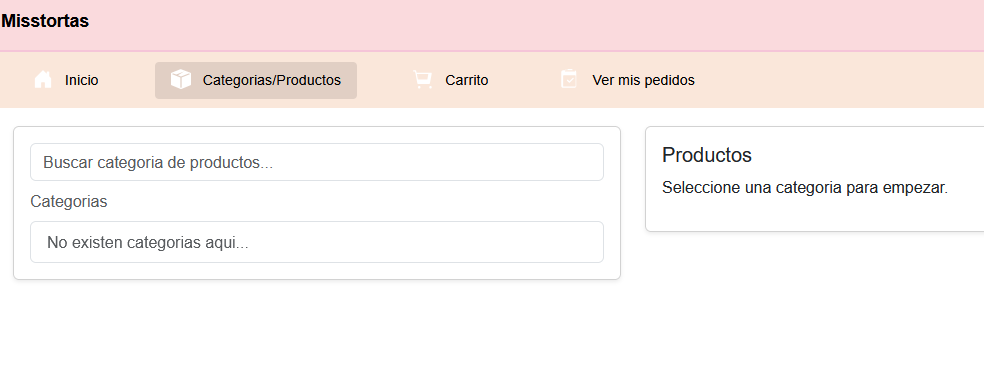 Misstortas
Inicio
Categorias/Productos
Carrito
Ver mis pedidos
Buscar categoria de productos...
Categorias
No existen categorias aqui...
Productos
Seleccione una categoria para empezar.